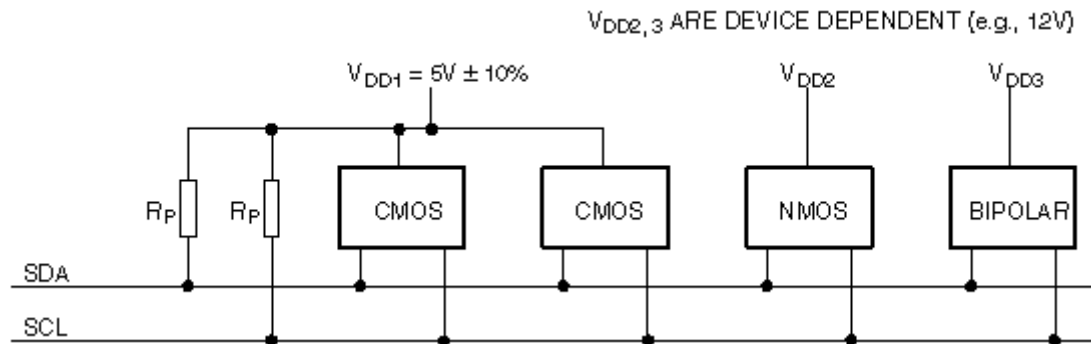 VDD2, 3 ARE DEVICE DEPENDENT (e.g., 12V)
VDD1 = 5V ± 10%
VDD2
VDD3
RP
RP
CMOS
CMOS
NMOS
BIPOLAR
SDA
SCL